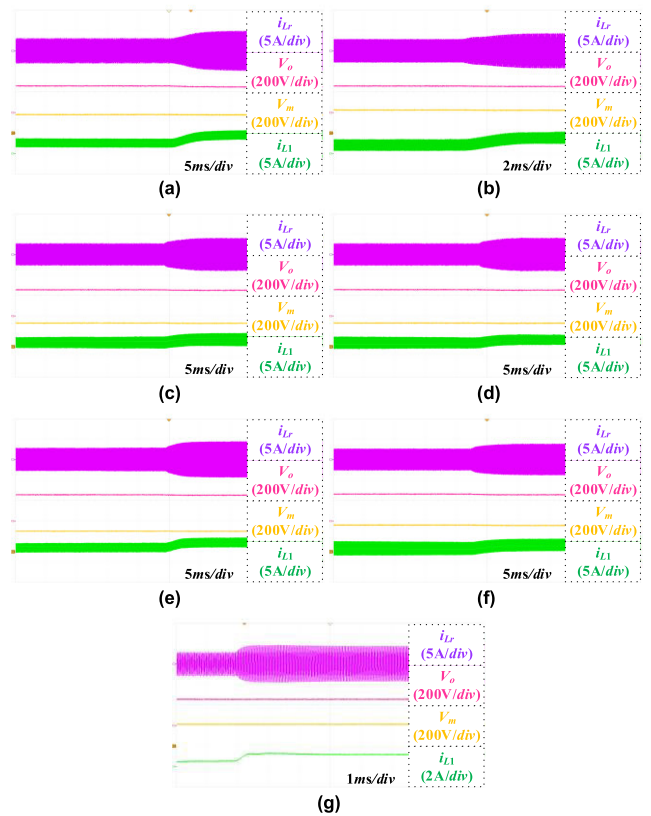 iLr
(5A/div)
Vo
(200V/div)
Vm
(200V/div)
iL1
(5A/div)
5ms/div
(a)
iLr
(5A/div)
Vo
(200V/div)
Vm
(200V/div)
iL1
(5A/div)
2ms/div
(b)
iLr
(5A/div)
Vo
(200V/div)
Vm
(200V/div)
iL1
(5A/div)
5ms/div
(c)
iLr
(5A/div)
Vo
(200V/div)
Vm
(200V/div)
iL1
(5A/div)
5ms/div
(d)
iLr
(5A/div)
Vo
(200V/div)
Vm
(200V/div)
iL1
(5A/div)
5ms/div
(e)
iLr
(5A/div)
Vo
(200V/div)
Vm
(200V/div)
iL1
(5A/div)
5ms/div
(f)
iLr
(5A/div)
Vo
(200V/div)
Vm
(200V/div)
iL1
(2A/div)
1ms/div
(g)